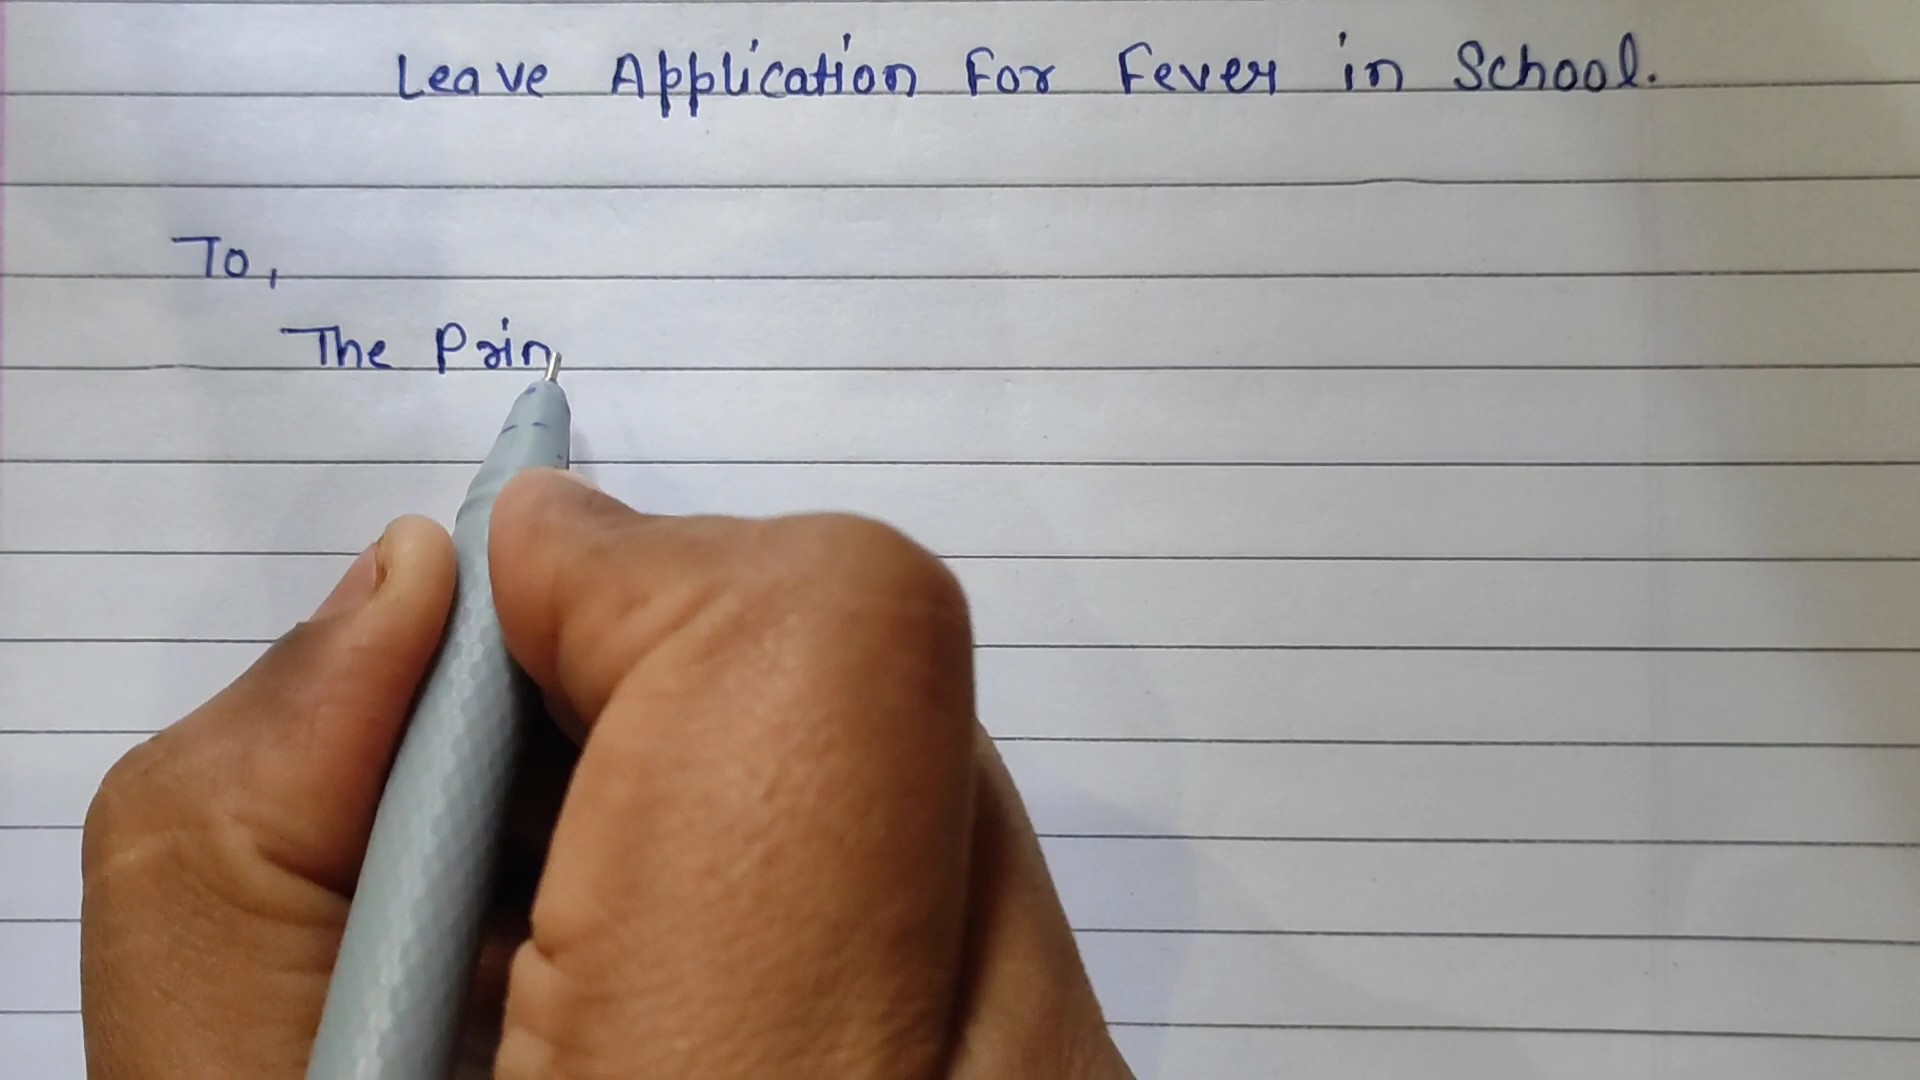 Leave Application For Fever in School.
To,
The Prin